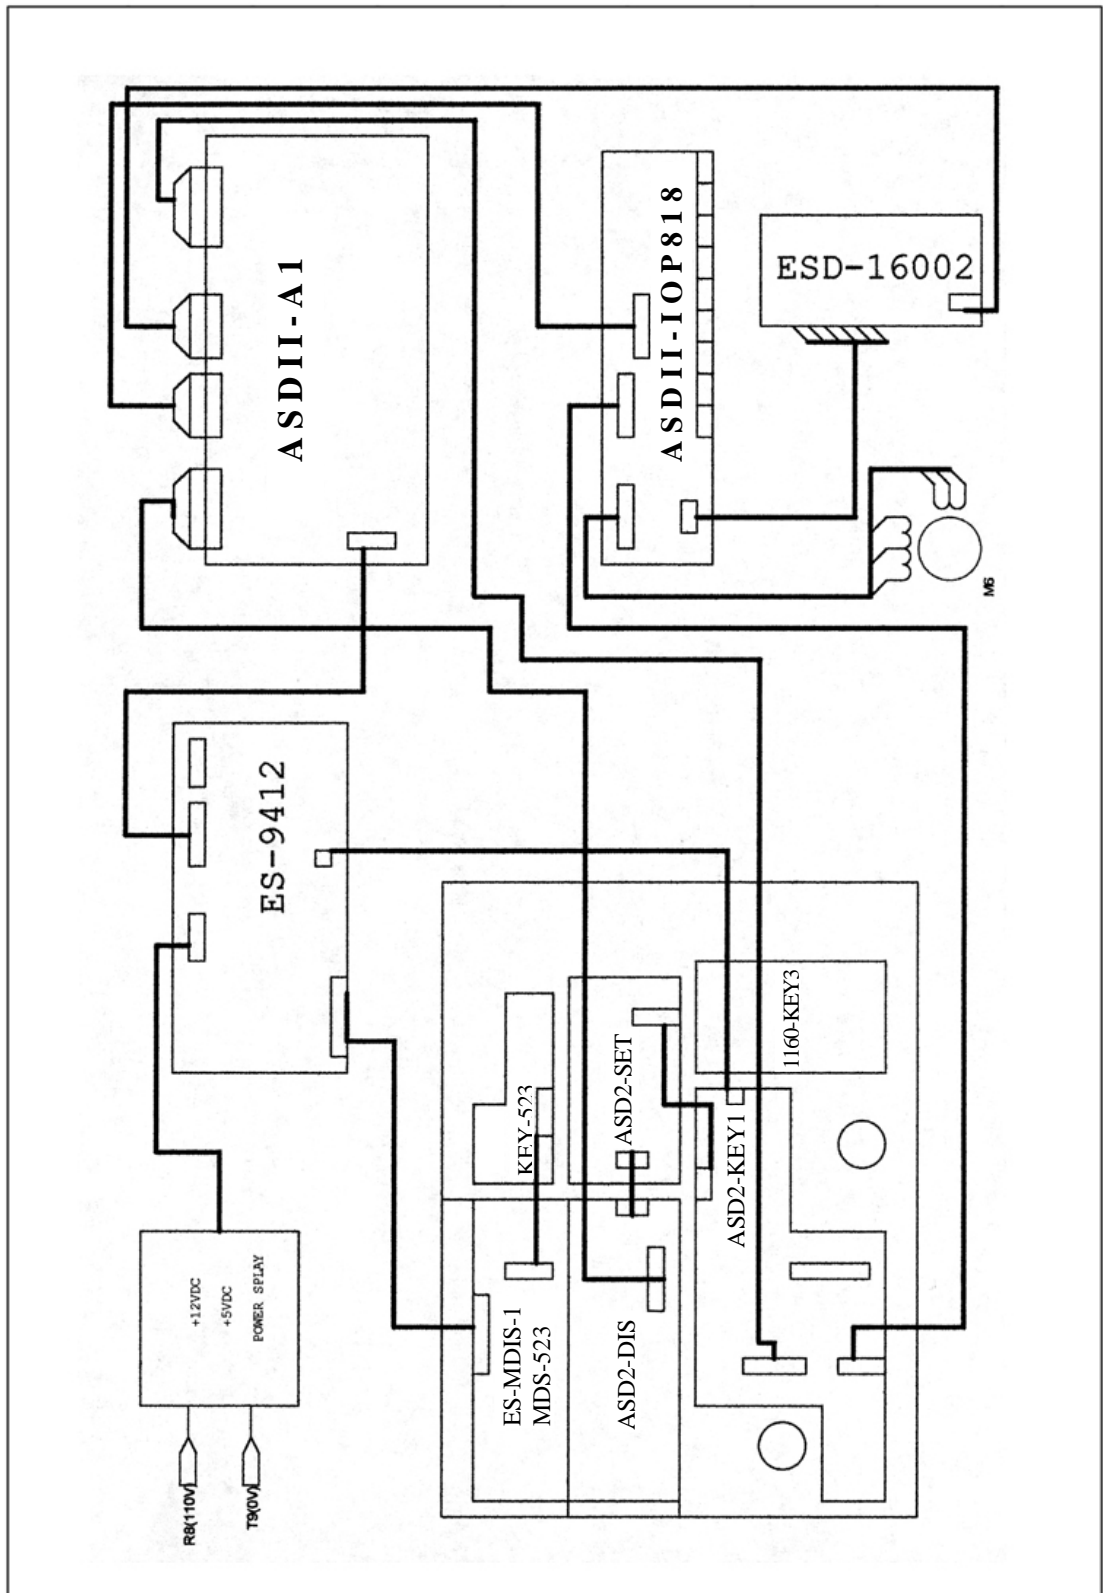 ASDII-A1
ASDII-IOP818
ESD-16002
M6
ES-9412
KEY-523
ASD2-SET
1160-KEY3
ASD2-KEY1
+12VDC
+5VDC
POWER SPLAY
ES-MDIS-1
MDS-523
ASD2-DIS
R8(110V)
T9(0V)